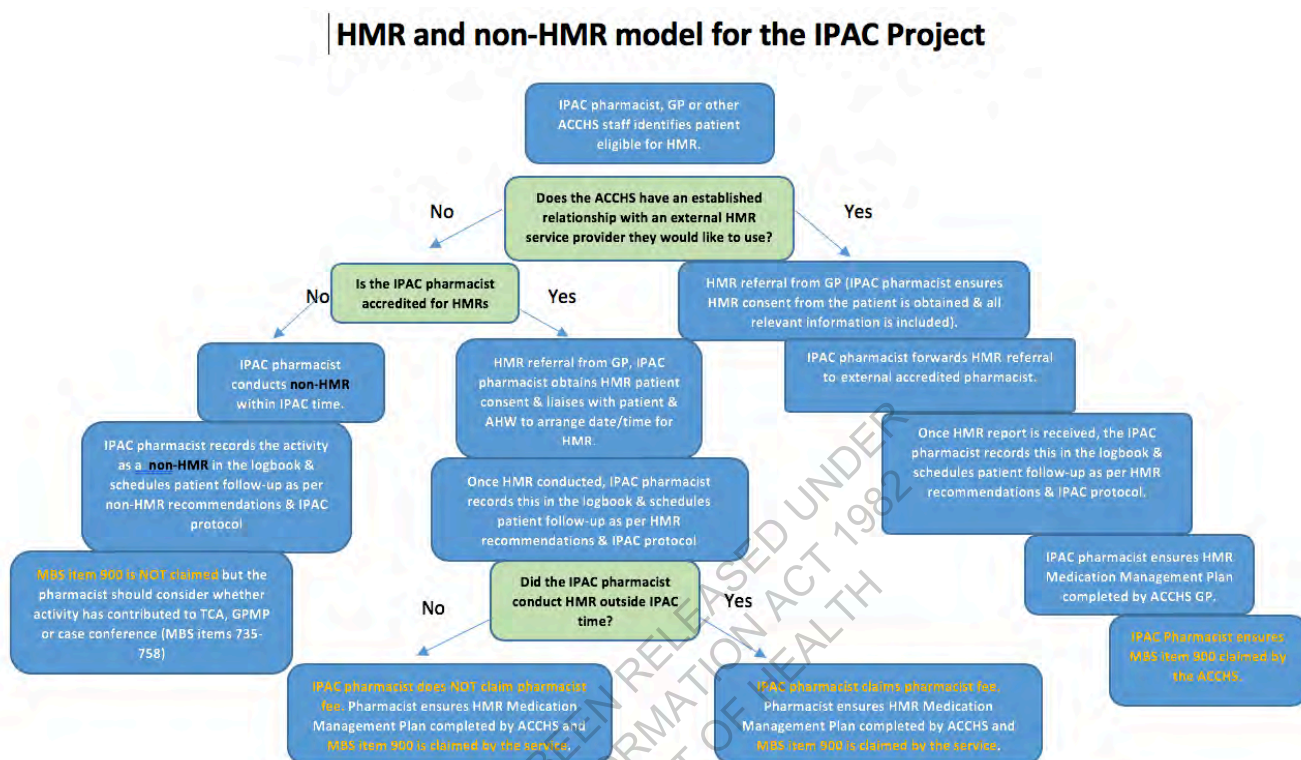 HMR and non-HMR model for the IPAC Project
IPAC pharmacist, GP or other
ACCHS staff identifies patient
eligible for HMR.
Does the ACCHS have an established
relationship with an external HMR
service provider they would like to use?
No
Yes
Is the IPAC pharmacist
accredited for HMRs
No
Yes
HMR referral from GP (IPAC pharmacist ensures
HMR consent from the patient is obtained & all
relevant information is included).
IPAC pharmacist
conducts non-HMR
within IPAC time.
HMR referral from GP, IPAC
pharmacist obtains HMR patient
consent & liaises with patient &
AHW to arrange date/time for
HMR.
IPAC pharmacist forwards HMR referral
to external accredited pharmacist.
IPAC pharmacist records the activity
as a non-HMR in the logbook &
schedules patient follow-up as per
non-HMR recommendations & IPAC
protocol
Once HMR conducted, IPAC pharmacist
records this in the logbook & schedules
patient follow-up as per HMR
recommendations & IPAC protocol
Once HMR report is received, the IPAC
pharmacist records this in the logbook &
schedules patient follow-up as per HMR
recommendations & IPAC protocol.
MBS item 900 is NOT claimed but the
pharmacist should consider whether
activity has contributed to TCA, GPMP
or case conference (MBS items 735-
758)
Did the IPAC pharmacist
conduct HMR outside IPAC
time?
No
Yes
IPAC pharmacist ensures HMR
Medication Management Plan
completed by ACCHS GP.
IPAC Pharmacist ensures
MBS item 900 claimed by
the ACCHS.
IPAC pharmacist does NOT claim pharmacist
fee. Pharmacist ensures HMR Medication
Management Plan completed by ACCHS and
MBS item 900 is claimed by the service.
IPAC pharmacist claims pharmacist fee.
Pharmacist ensures HMR Medication
Management Plan completed by ACCHS and
MBS item 900 is claimed by the service.
BEEN RELEASED UNDER
ACT 1982
OF HEALTH